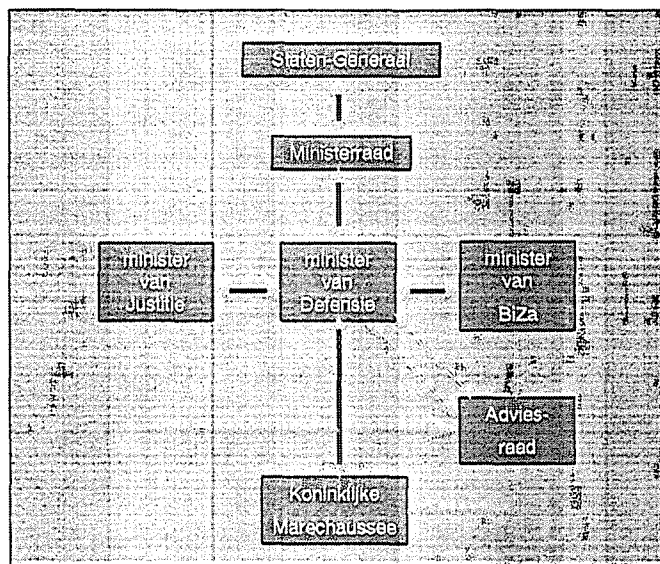 Staten-Generaal
Ministerraad
minister
van
Justitie
minister
van
Defensie
minister
van
BiZa
Advies-
raad
Koninklijke
Marechaussee